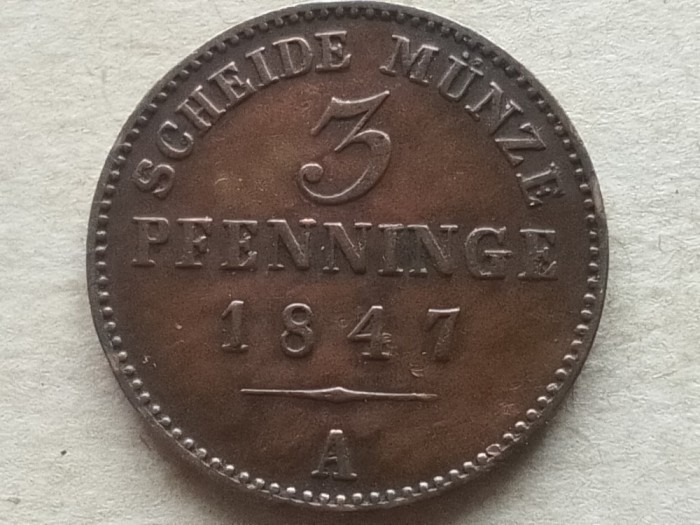 SCHEIDE MÜNZE
3
PFENNINGE
1847
A